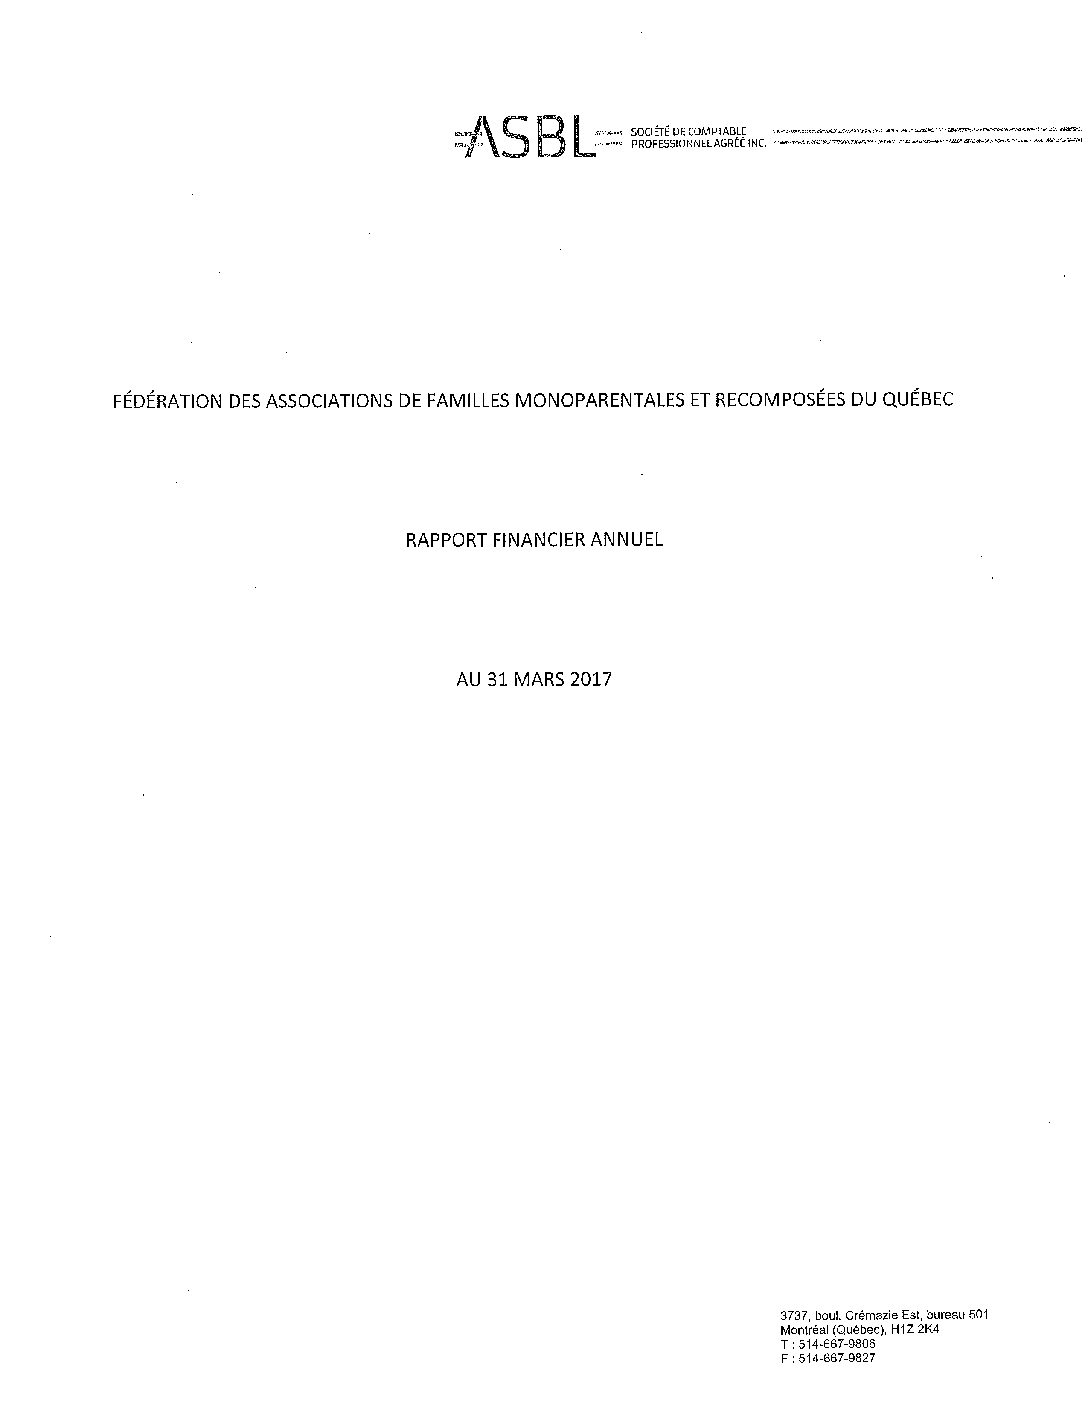 ASBL
SOCIÉTÉ DE COMPTABLE
PROFESSIONNEL AGRÉÉ INC.
FÉDÉRATION DES ASSOCIATIONS DE FAMILLES MONOPARENTALES ET RECOMPOSÉES DU QUÉBEC
RAPPORT FINANCIER ANNUEL
AU 31 MARS 2017
3737, boul. Crémazie Est, bureau 501
Montréal (Québec), H1Z 2K4
T : 514-667-9806
F : 514-667-9827